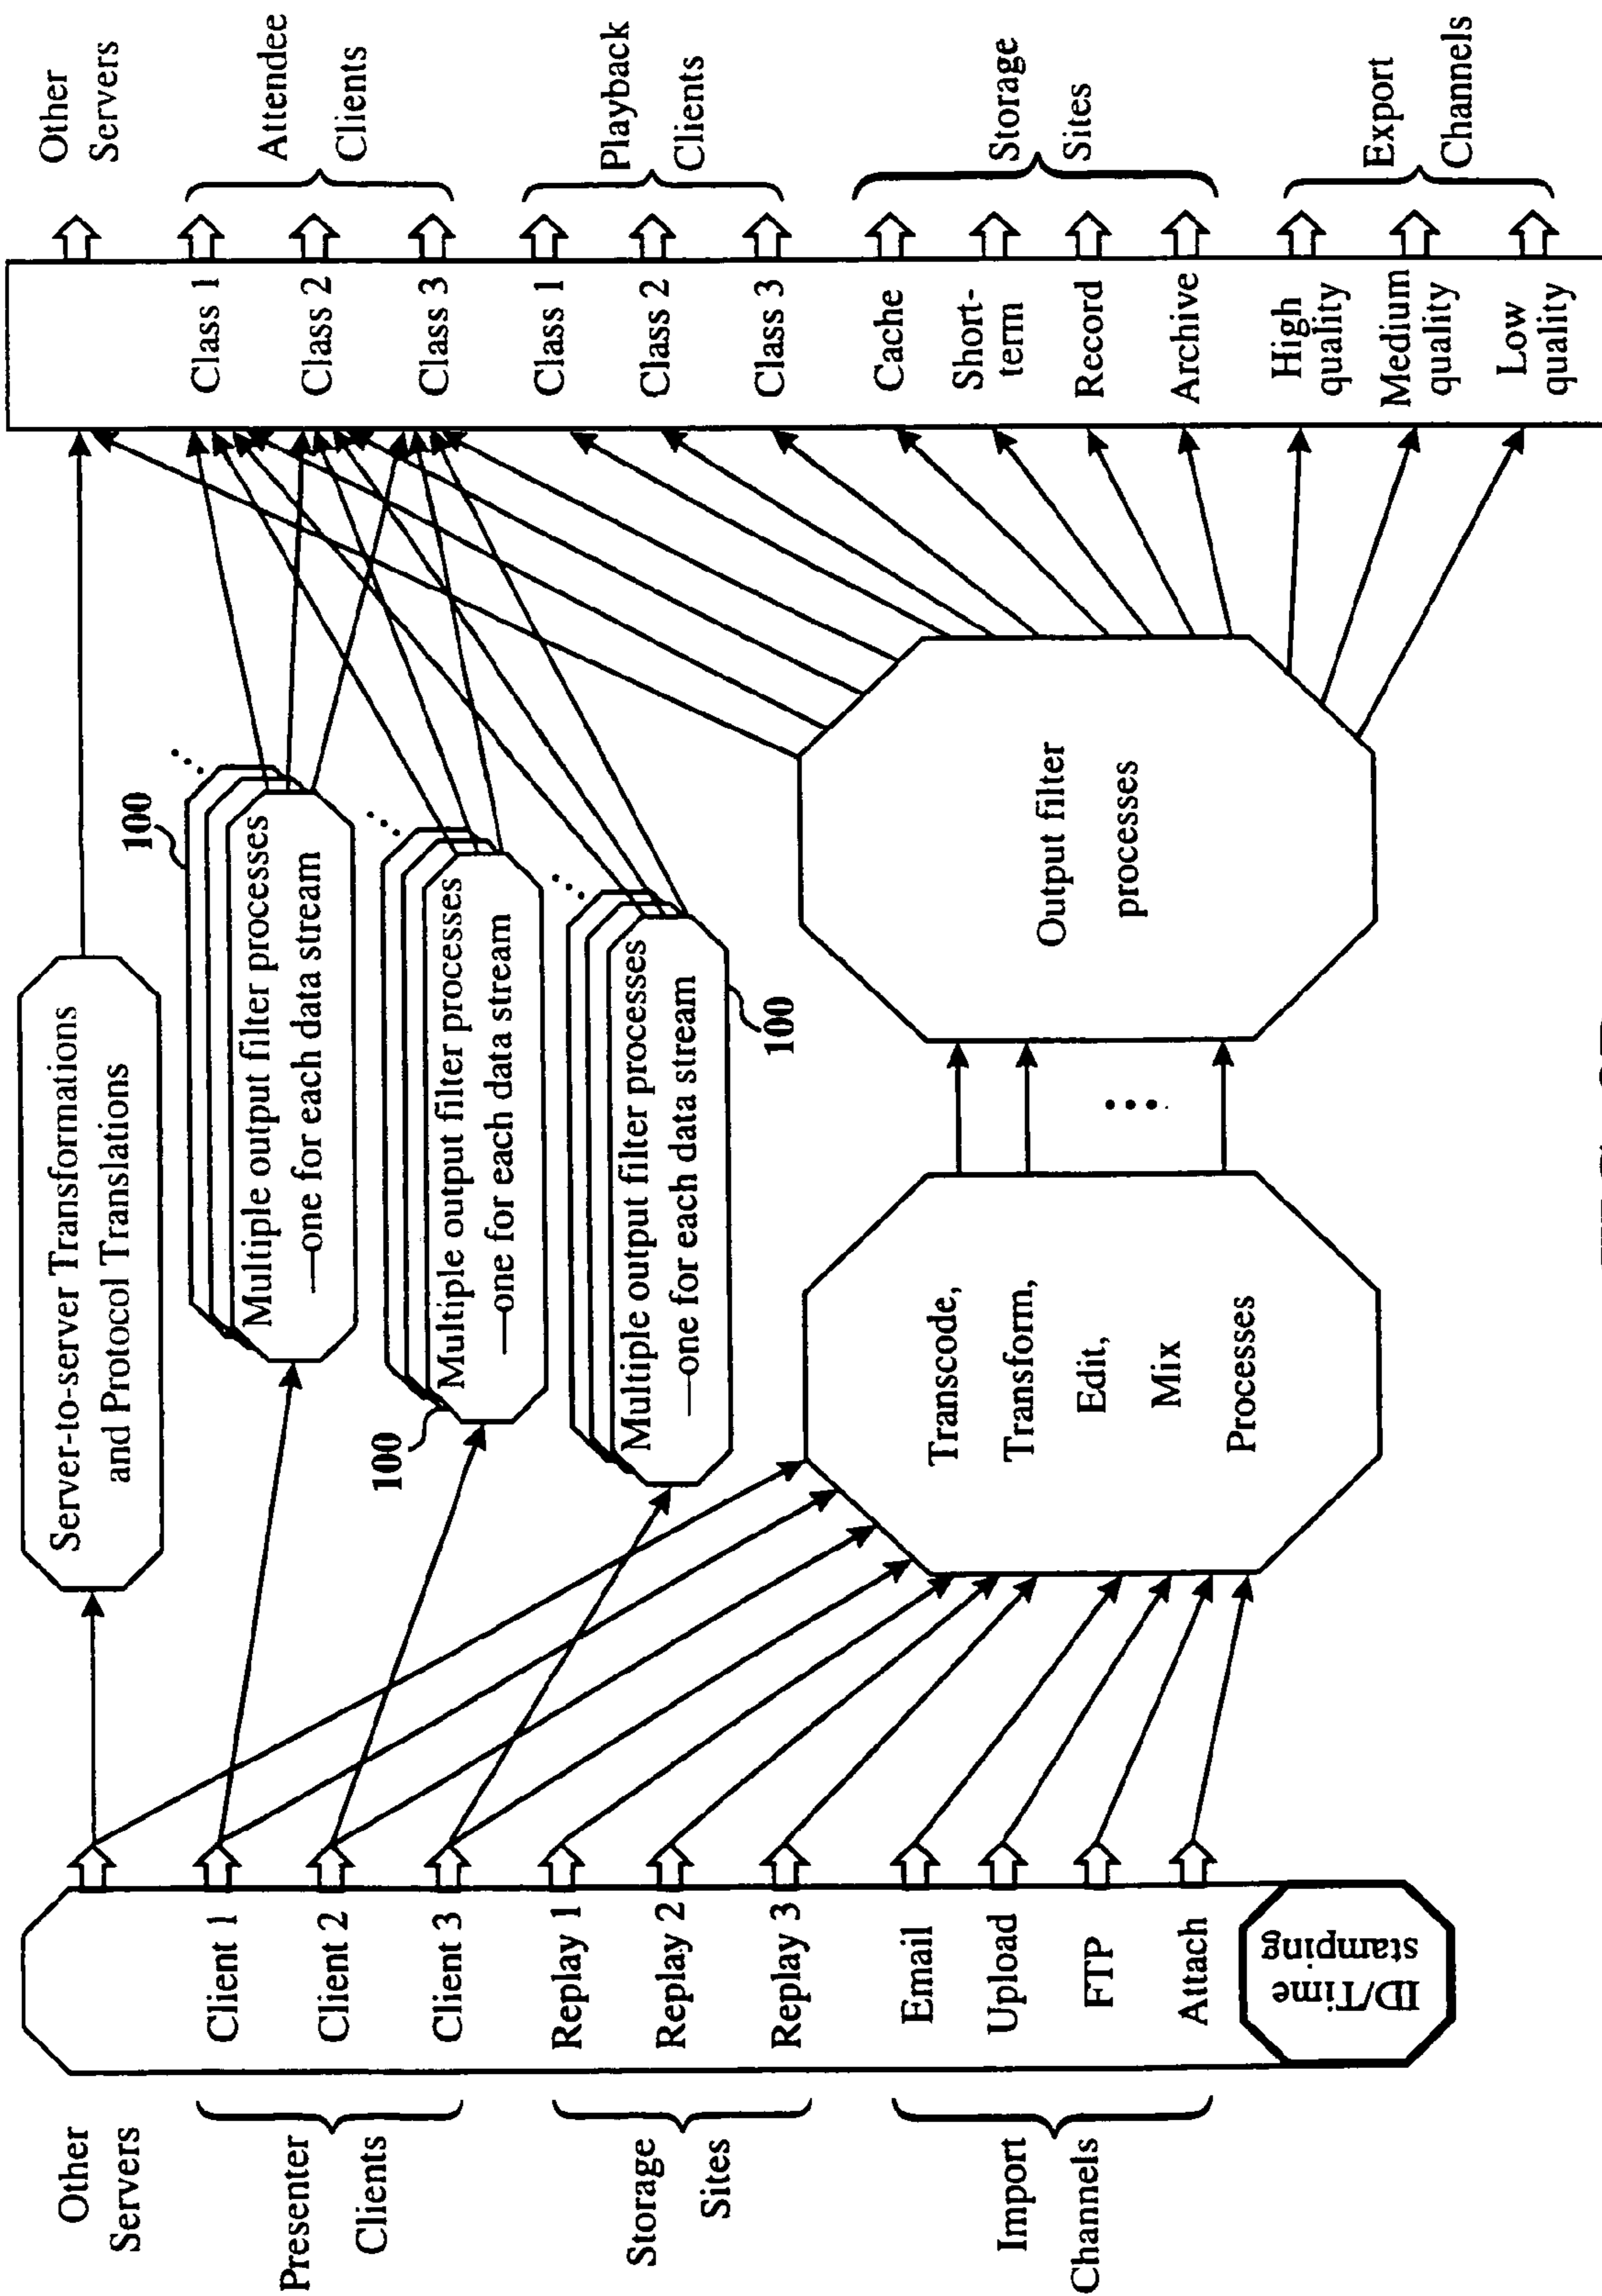 Other
Servers
Presenter
Clients
Storage
Sites
Import
Channels
Client 1
Client 2
Client 3
Replay 1
Replay 2
Replay 3
Email
Upload
FTP
Attach
ID/Time
stamping
Server-to-server Transformations
and Protocol Translations
100
Multiple output filter processes
—one for each data stream
100
Multiple output filter processes
—one for each data stream
Multiple output filter processes
—one for each data stream
100
Transcode,
Transform,
Edit,
Mix
Processes
Output filter
processes
Class 1
Class 2
Class 3
Class 1
Class 2
Class 3
Cache
Short-
term
Record
Archive
High
quality
Medium
quality
Low
quality
Other
Servers
Attendee
Clients
Playback
Clients
Storage
Sites
Export
Channels